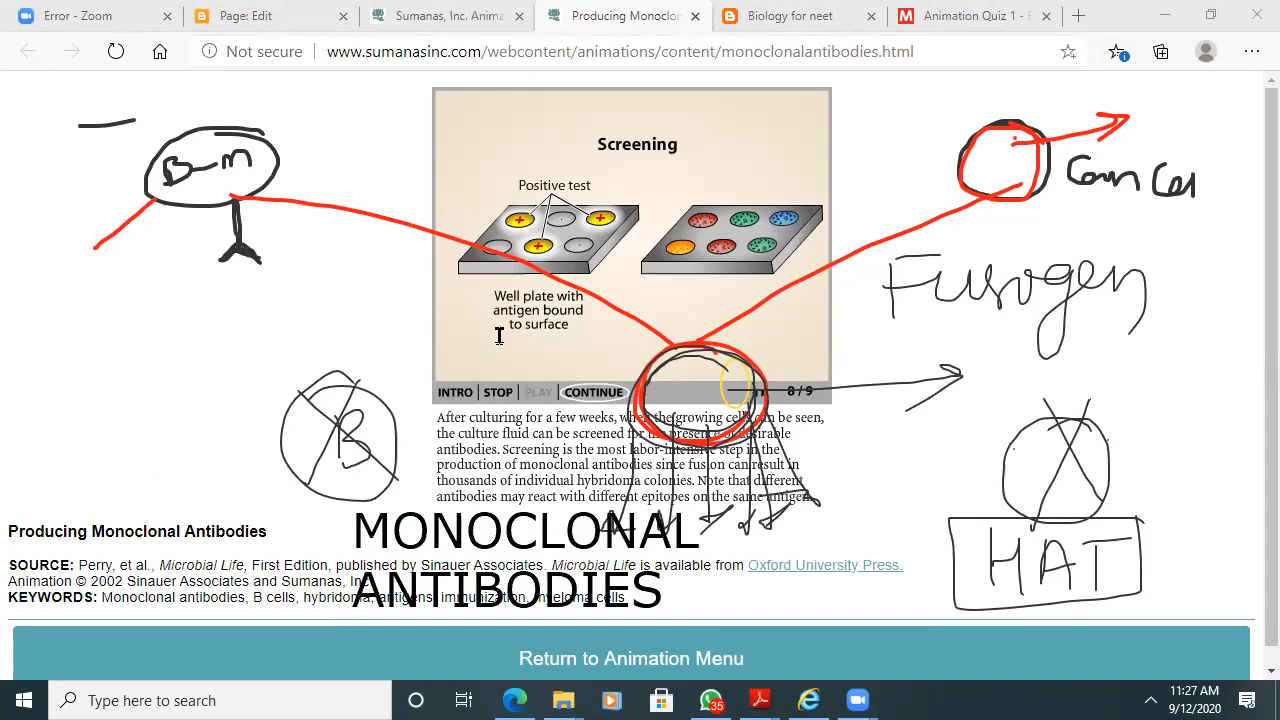 Error - Zoom
Page: Edit
Sumanas, Inc. Anima
Producing Monoclon
Biology for neet
Animation Quiz 1 - E
Not secure
www.sumanasinc.com/webcontent/animations/content/monoclonalantibodies.html
Screening
Positive test
Well plate with
antigen bound
to surface
B-m
Cancer
Fusogen
B
HAT
INTRO | STOP | PLAY | CONTINUE
8 / 9
After culturing for a few weeks, when the growing cells can be seen,
the culture fluid can be screened for the presence of desirable
antibodies. Screening is the most labor-intensive step in the
production of monoclonal antibodies since fusion can result in
thousands of individual hybridoma colonies. Note that different
antibodies may react with different epitopes on the same antigen.
MONOCLONAL
ANTIBODIES
Producing Monoclonal Antibodies
SOURCE: Perry, et al., Microbial Life, First Edition, published by Sinauer Associates. Microbial Life is available from Oxford University Press.
Animation © 2002 Sinauer Associates and Sumanas, Inc.
KEYWORDS: Monoclonal antibodies, B cells, hybridoma, antigens, immunization, myeloma cells
Return to Animation Menu
Type here to search
35
11:27 AM
9/12/2020